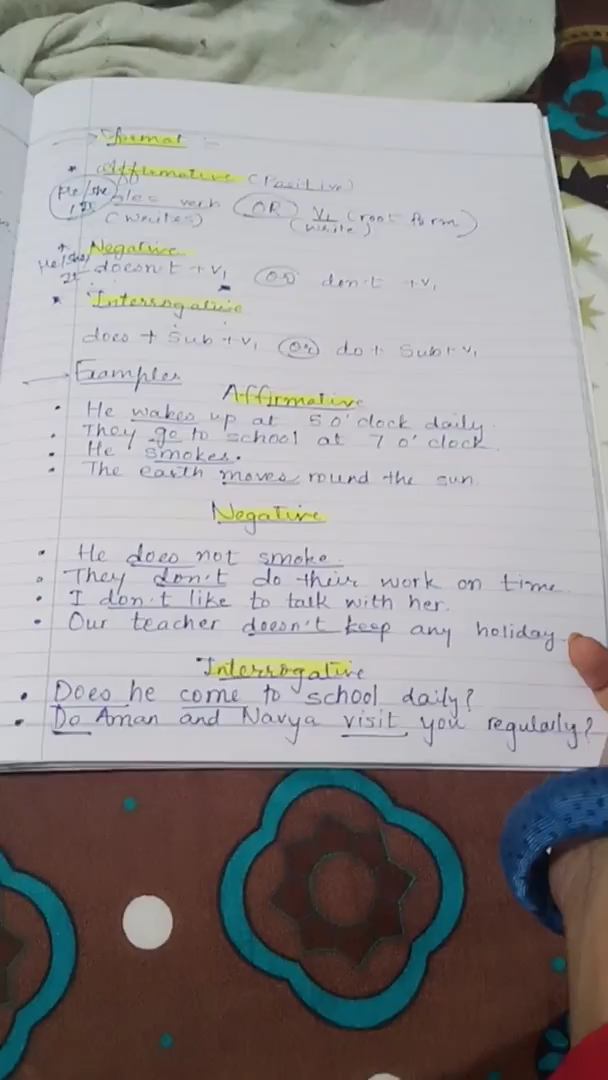 Format :-
* Affirmative (Positive)
He/she
It
s/es verb OR V1 (root form)
(Writes) (write)
* Negative
He/she
It
doesn't + V1 OR don't + V1
* Interrogative
does + Sub + V1 OR do + Sub + V1
→ Examples
Affirmative
• He wakes up at 5 o'clock daily.
• They go to school at 7 o'clock.
• He smokes.
• The earth moves round the sun.
Negative
• He does not smoke.
• They don't do their work on time.
• I don't like to talk with her.
• Our teacher doesn't keep any holiday.
Interrogative
• Does he come to school daily?
• Do Aman and Navya visit you regularly?